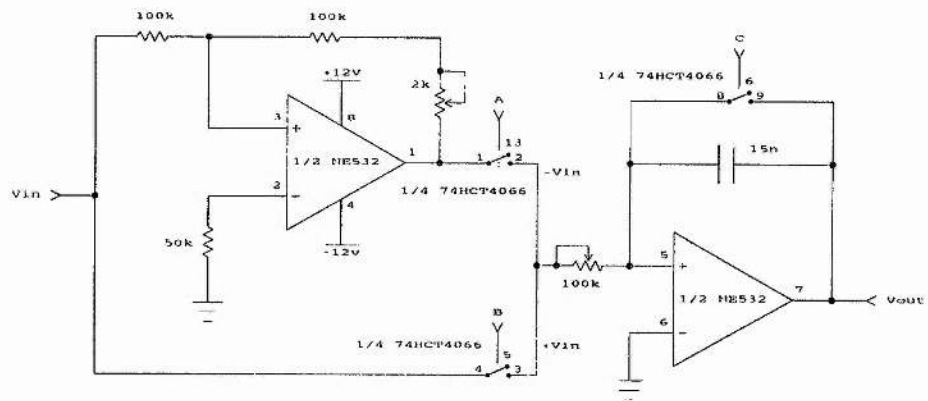 100k
100k
+12v
2k
A
C
1/4 74HCT4066
6
8
9
3
+
8
1/2 NE532
1
1
13
2
15n
Vin
2
-
4
1/4 74HCT4066
-Vin
50k
-12v
100k
5
+
1/2 NE532
7
Vout
6
-
B
1/4 74HCT4066
5
+Vin
4
3